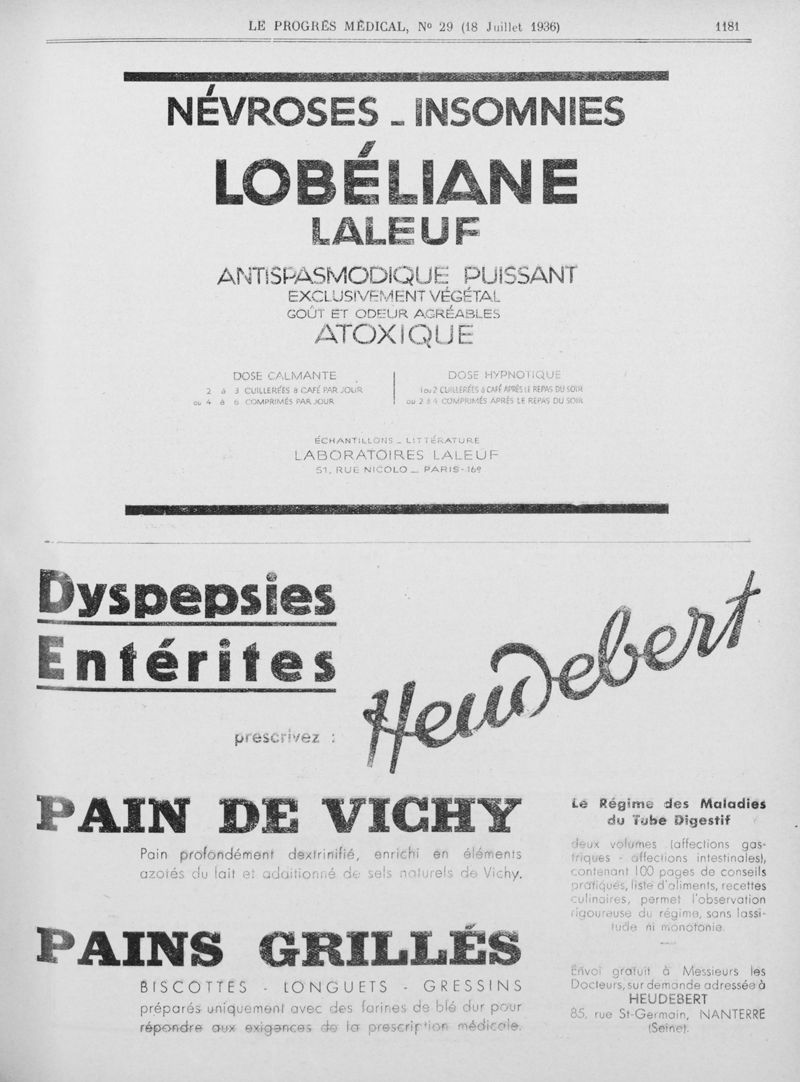 LE PROGRÈS MÉDICAL, Nº 29 (18 Juillet 1936) 1181
NÉVROSES - INSOMNIES
LOBÉLIANE
LALEUF
ANTISPASMODIQUE PUISSANT
EXCLUSIVEMENT VÉGÉTAL
GOÛT ET ODEUR AGRÉABLES
ATOXIQUE
DOSE CALMANTE
2 à 3 CUILLERÉES à CAFÉ PAR JOUR
ou 4 à 6 COMPRIMÉS PAR JOUR
DOSE HYPNOTIQUE
1 ou 2 CUILLERÉES à CAFÉ APRÈS LE REPAS DU SOIR
ou 2 à 4 COMPRIMÉS APRÈS LE REPAS DU SOIR
ÉCHANTILLONS - LITTÉRATURE
LABORATOIRES LALEUF
51, RUE NICOLO - PARIS-16e
Dyspepsies
Entérites
prescrivez :
Heudebert
PAIN DE VICHY
Pain profondément dextrinifié, enrichi en éléments
azotés du lait et additionné de sels naturels de Vichy.
PAINS GRILLÉS
BISCOTTES - LONGUETS - GRESSINS
préparés uniquement avec des farines de blé dur pour
répondre aux exigences de la prescription médicale.
Le Régime des Maladies
du Tube Digestif
deux volumes (affections gas-
triques - affections intestinales),
contenant 100 pages de conseils
pratiques, liste d'aliments, recettes
culinaires, permet l'observation
rigoureuse du régime, sans lassi-
tude ni monotonie.
Envoi gratuit à Messieurs les
Docteurs, sur demande adressée à
HEUDEBERT
85, rue St-Germain, NANTERRE
(Seine).